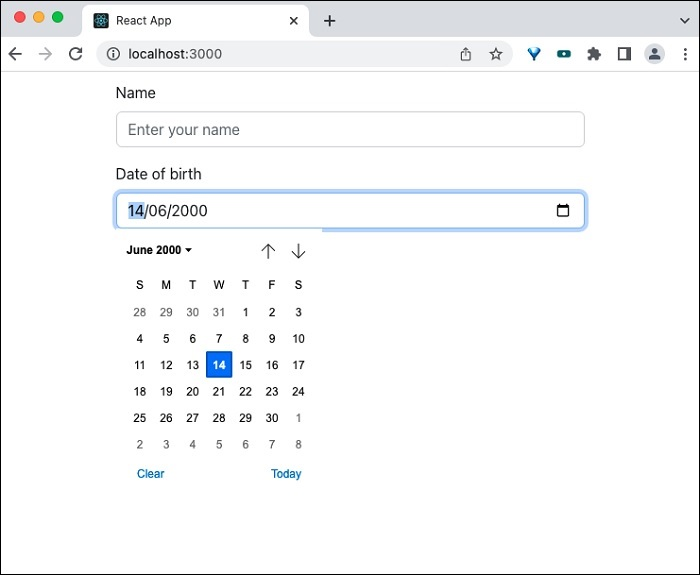 React App
localhost:3000
Name
Enter your name
Date of birth
14/06/2000
June 2000
S M T W T F S
28 29 30 31 1 2 3
4 5 6 7 8 9 10
11 12 13 14 15 16 17
18 19 20 21 22 23 24
25 26 27 28 29 30 1
2 3 4 5 6 7 8
Clear Today